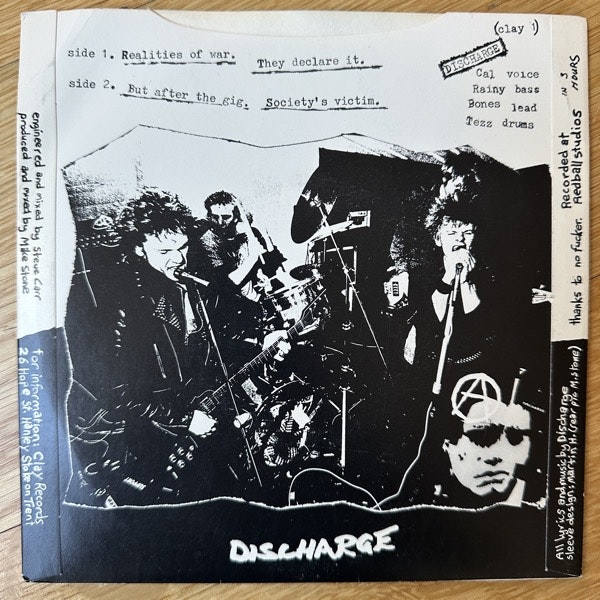 (clay 1)
side 1. Realities of war. They declare it.
side 2. But after the gig. Society's victim.
DISCHARGE
Cal voice
Rainy bass
Bones lead
Tezz drums
engineered and mixed by Steve Carr
produced and mixed by Mike Stone
for information: Clay Records
26 Hope St. Hanley Stoke on Trent
Recorded at
Redball studios IN 3 HOURS
thanks to no fucker.
All lyrics and music by Discharge
sleeve design; Martin H.
DISCHARGE